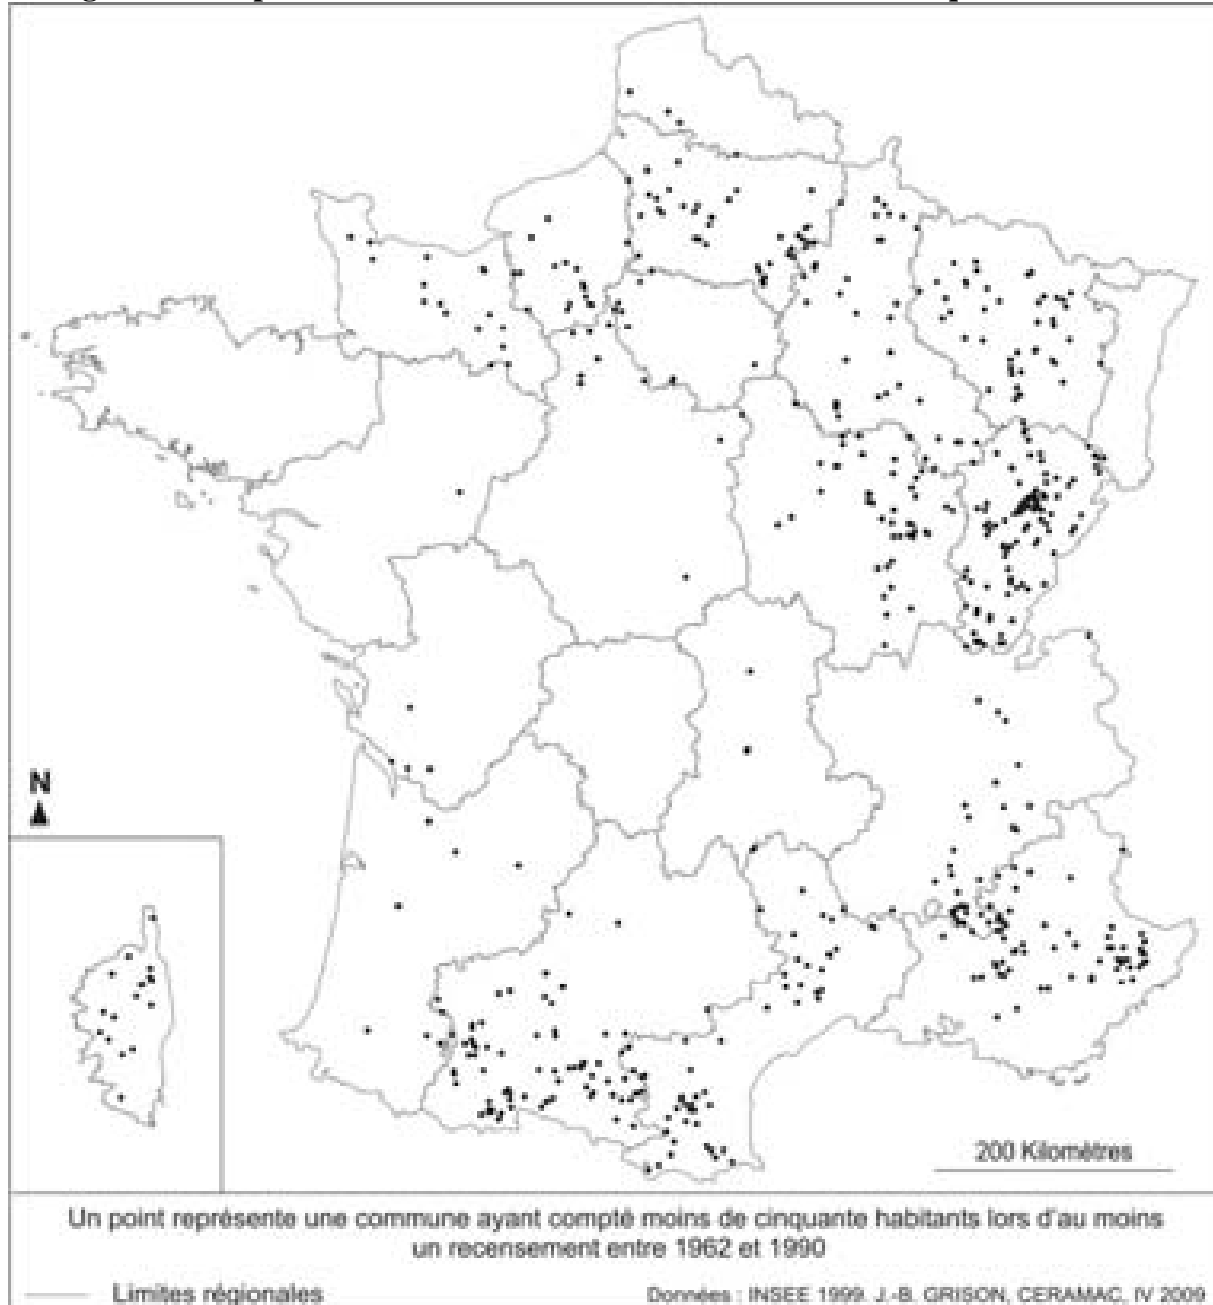 N
200 Kilomètres
Un point représente une commune ayant compté moins de cinquante habitants lors d'au moins
un recensement entre 1962 et 1990
Limites régionales
Données : INSEE 1999. J.-B. GRISON, CERAMAC, IV 2009